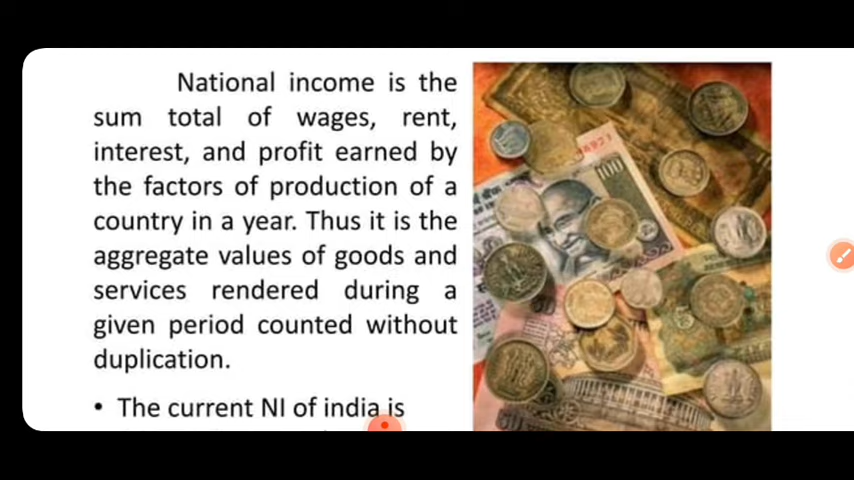 National income is the
sum total of wages, rent,
interest, and profit earned by
the factors of production of a
country in a year. Thus it is the
aggregate values of goods and
services rendered during a
given period counted without
duplication.
• The current NI of india is
100